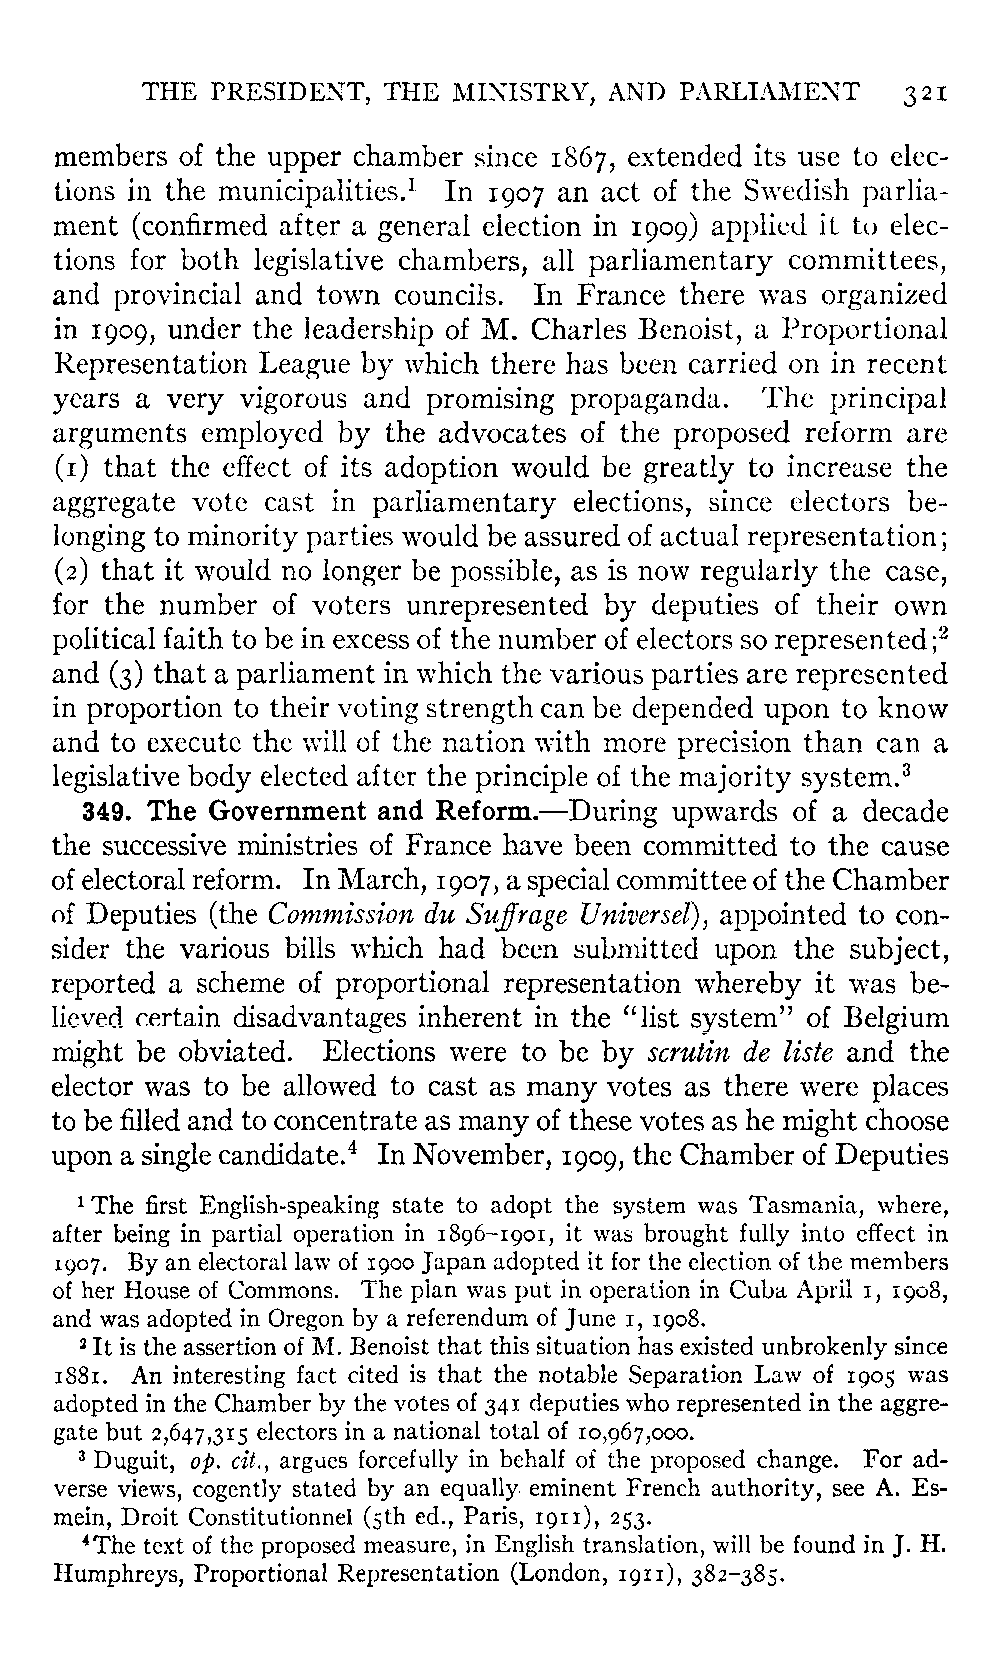 THE PRESIDENT, THE MINISTRY, AND PARLIAMENT 321
members of the upper chamber since 1867, extended its use to elec-
tions in the municipalities.¹ In 1907 an act of the Swedish parlia-
ment (confirmed after a general election in 1909) applied it to elec-
tions for both legislative chambers, all parliamentary committees,
and provincial and town councils. In France there was organized
in 1909, under the leadership of M. Charles Benoist, a Proportional
Representation League by which there has been carried on in recent
years a very vigorous and promising propaganda. The principal
arguments employed by the advocates of the proposed reform are
(1) that the effect of its adoption would be greatly to increase the
aggregate vote cast in parliamentary elections, since electors be-
longing to minority parties would be assured of actual representation;
(2) that it would no longer be possible, as is now regularly the case,
for the number of voters unrepresented by deputies of their own
political faith to be in excess of the number of electors so represented;²
and (3) that a parliament in which the various parties are represented
in proportion to their voting strength can be depended upon to know
and to execute the will of the nation with more precision than can a
legislative body elected after the principle of the majority system.³
349. The Government and Reform.—During upwards of a decade
the successive ministries of France have been committed to the cause
of electoral reform. In March, 1907, a special committee of the Chamber
of Deputies (the Commission du Suffrage Universel), appointed to con-
sider the various bills which had been submitted upon the subject,
reported a scheme of proportional representation whereby it was be-
lieved certain disadvantages inherent in the "list system" of Belgium
might be obviated. Elections were to be by scrutin de liste and the
elector was to be allowed to cast as many votes as there were places
to be filled and to concentrate as many of these votes as he might choose
upon a single candidate.⁴ In November, 1909, the Chamber of Deputies
¹ The first English-speaking state to adopt the system was Tasmania, where,
after being in partial operation in 1896–1901, it was brought fully into effect in
1907. By an electoral law of 1900 Japan adopted it for the election of the members
of her House of Commons. The plan was put in operation in Cuba April 1, 1908,
and was adopted in Oregon by a referendum of June 1, 1908.
² It is the assertion of M. Benoist that this situation has existed unbrokenly since
1881. An interesting fact cited is that the notable Separation Law of 1905 was
adopted in the Chamber by the votes of 341 deputies who represented in the aggre-
gate but 2,647,315 electors in a national total of 10,967,000.
³ Duguit, op. cit., argues forcefully in behalf of the proposed change. For ad-
verse views, cogently stated by an equally eminent French authority, see A. Es-
mein, Droit Constitutionnel (5th ed., Paris, 1911), 253.
⁴The text of the proposed measure, in English translation, will be found in J. H.
Humphreys, Proportional Representation (London, 1911), 382–385.